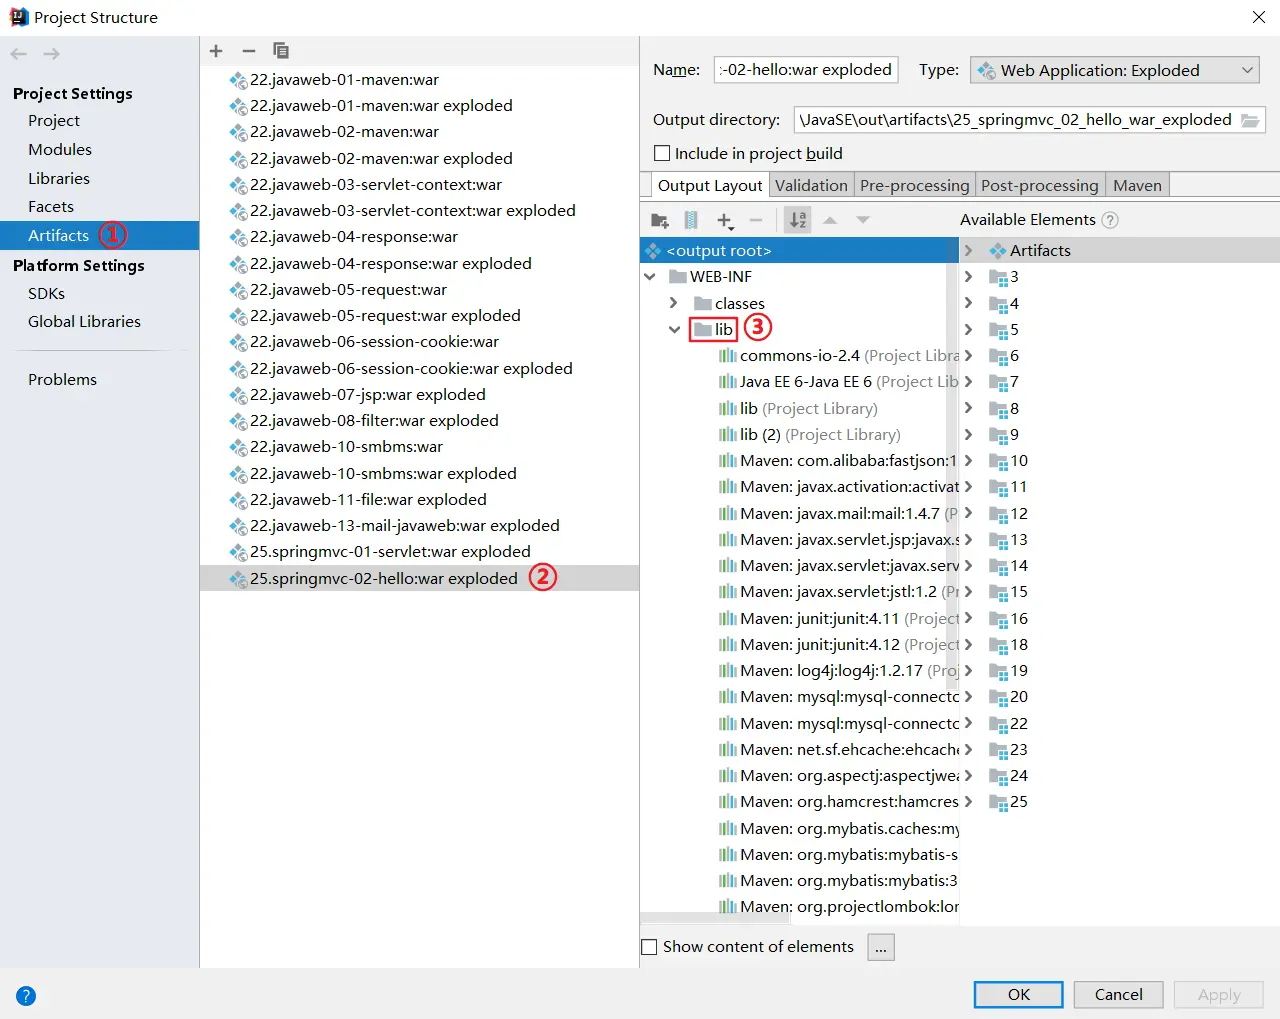 Project Structure
Project Settings
Project
Modules
Libraries
Facets
Artifacts ①
Platform Settings
SDKs
Global Libraries
Problems
22.javaweb-01-maven:war
22.javaweb-01-maven:war exploded
22.javaweb-02-maven:war
22.javaweb-02-maven:war exploded
22.javaweb-03-servlet-context:war
22.javaweb-03-servlet-context:war exploded
22.javaweb-04-response:war
22.javaweb-04-response:war exploded
22.javaweb-05-request:war
22.javaweb-05-request:war exploded
22.javaweb-06-session-cookie:war
22.javaweb-06-session-cookie:war exploded
22.javaweb-07-jsp:war exploded
22.javaweb-08-filter:war exploded
22.javaweb-10-smbms:war
22.javaweb-10-smbms:war exploded
22.javaweb-11-file:war exploded
22.javaweb-13-mail-javaweb:war exploded
25.springmvc-01-servlet:war exploded
25.springmvc-02-hello:war exploded ②
Name: :-02-hello:war exploded Type: Web Application: Exploded
Output directory: \JavaSE\out\artifacts\25_springmvc_02_hello_war_exploded
Include in project build
Output Layout Validation Pre-processing Post-processing Maven
<output root>
WEB-INF
classes
lib ③
commons-io-2.4 (Project Libra
Java EE 6-Java EE 6 (Project Lib
lib (Project Library)
lib (2) (Project Library)
Maven: com.alibaba:fastjson:1
Maven: javax.activation:activat
Maven: javax.mail:mail:1.4.7 (P
Maven: javax.servlet.jsp:javax.s
Maven: javax.servlet:javax.serv
Maven: javax.servlet:jstl:1.2 (Pr
Maven: junit:junit:4.11 (Project
Maven: junit:junit:4.12 (Project
Maven: log4j:log4j:1.2.17 (Proj
Maven: mysql:mysql-connectc
Maven: mysql:mysql-connectc
Maven: net.sf.ehcache:ehcache
Maven: org.aspectj:aspectjwea
Maven: org.hamcrest:hamcres
Maven: org.mybatis.caches:my
Maven: org.mybatis:mybatis-s
Maven: org.mybatis:mybatis:3
Maven: org.projectlombok:lor
Available Elements ?
Artifacts
3
4
5
6
7
8
9
10
11
12
13
14
15
16
18
19
20
22
23
24
25
Show content of elements ...
? OK Cancel Apply